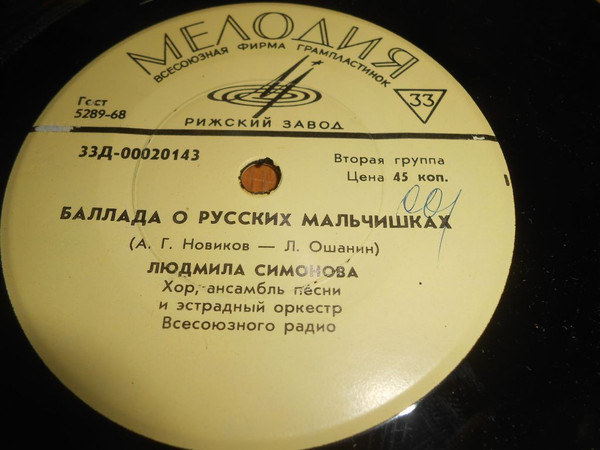 МЕЛОДИЯ
ВСЕСОЮЗНАЯ ФИРМА ГРАМПЛАСТИНОК
33
РИЖСКИЙ ЗАВОД
Гост
5289-68
33Д-00020143
Вторая группа
Цена 45 коп.
БАЛЛАДА О РУССКИХ МАЛЬЧИШКАХ
(А. Г. Новиков — Л. Ошанин)
ЛЮДМИЛА СИМОНОВА
Хор, ансамбль песни
и эстрадный оркестр
Всесоюзного радио